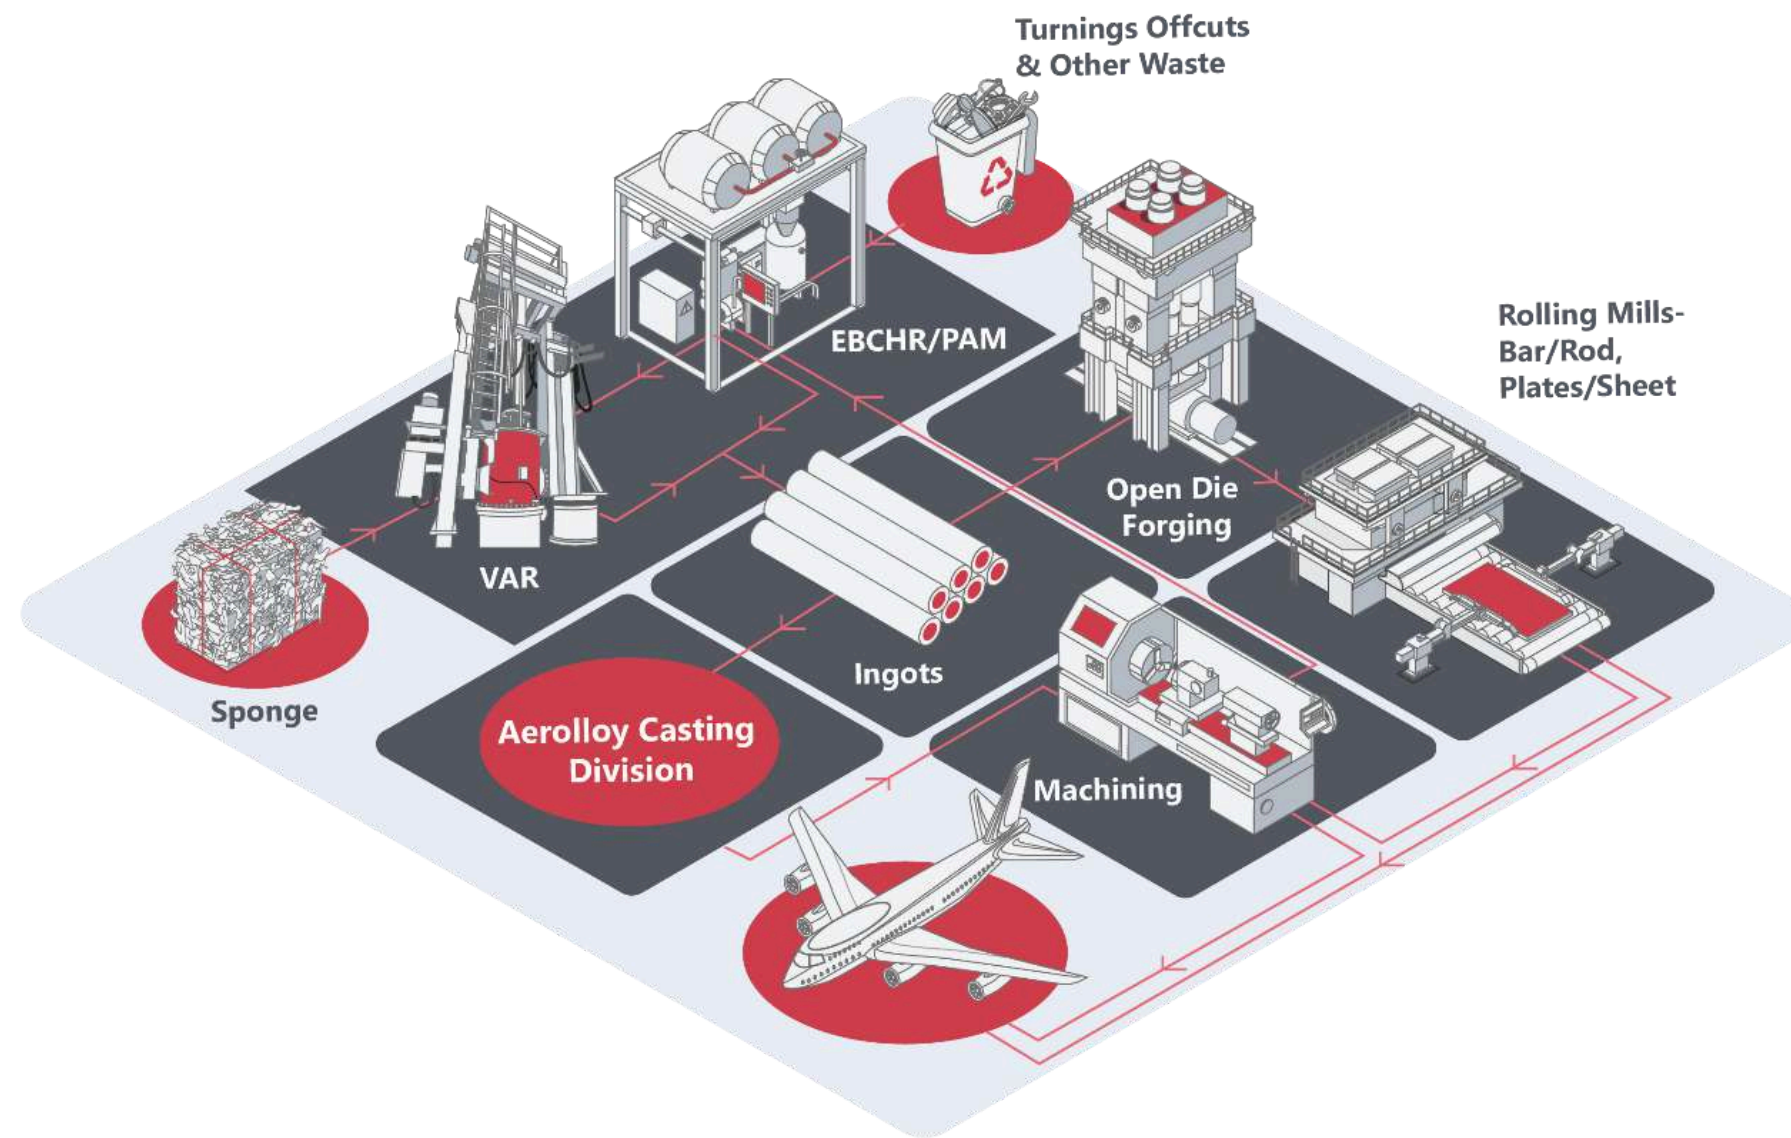 Turnings Offcuts
& Other Waste
Rolling Mills-
Bar/Rod,
Plates/Sheet
EBCHR/PAM
Open Die
Forging
VAR
Ingots
Sponge
Aerolloy Casting
Division
Machining